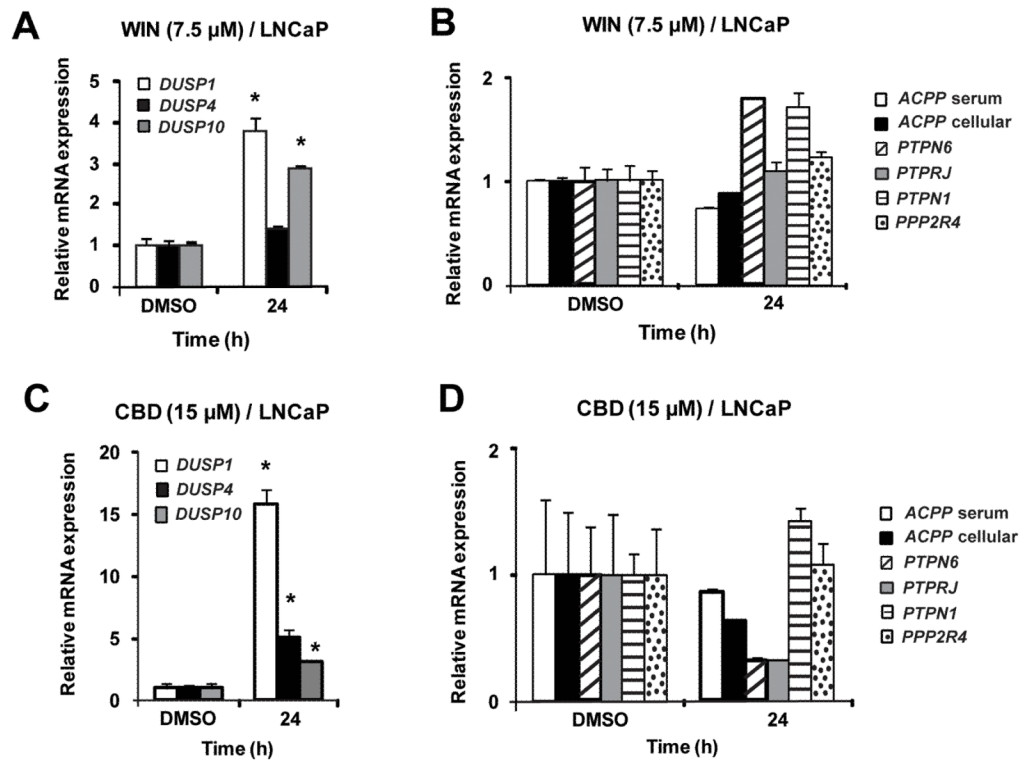 A
WIN (7.5 µM) / LNCaP
Relative mRNA expression
5
4
3
2
1
0
DUSP1
DUSP4
DUSP10
*
*
DMSO
24
Time (h)
B
WIN (7.5 µM) / LNCaP
Relative mRNA expression
2
1
0
ACPP serum
ACPP cellular
PTPN6
PTPRJ
PTPN1
PPP2R4
DMSO
24
Time (h)
C
CBD (15 µM) / LNCaP
Relative mRNA expression
20
15
10
5
0
DUSP1
DUSP4
DUSP10
*
*
*
DMSO
24
Time (h)
D
CBD (15 µM) / LNCaP
Relative mRNA expression
2
1
0
ACPP serum
ACPP cellular
PTPN6
PTPRJ
PTPN1
PPP2R4
DMSO
24
Time (h)